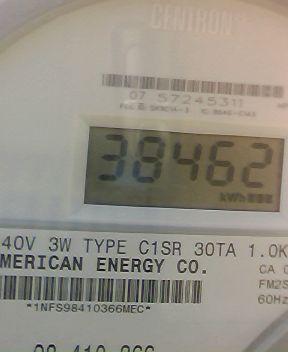 CENTRON
07 57245311
38462
kWh
40V 3W TYPE C1SR 30TA 1.0K
MERICAN ENERGY CO.
CA 0
FM2S
60Hz
*1NFS98410366MEC*